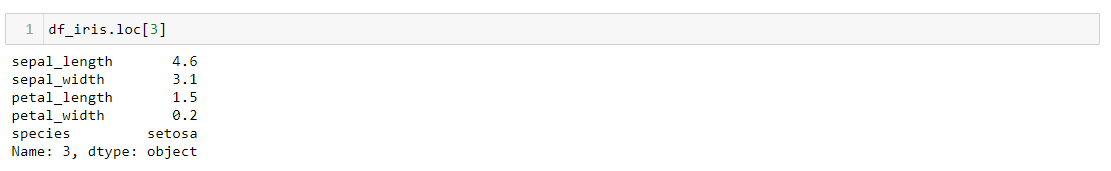 1 df_iris.loc[3]
sepal_length 4.6
sepal_width 3.1
petal_length 1.5
petal_width 0.2
species setosa
Name: 3, dtype: object